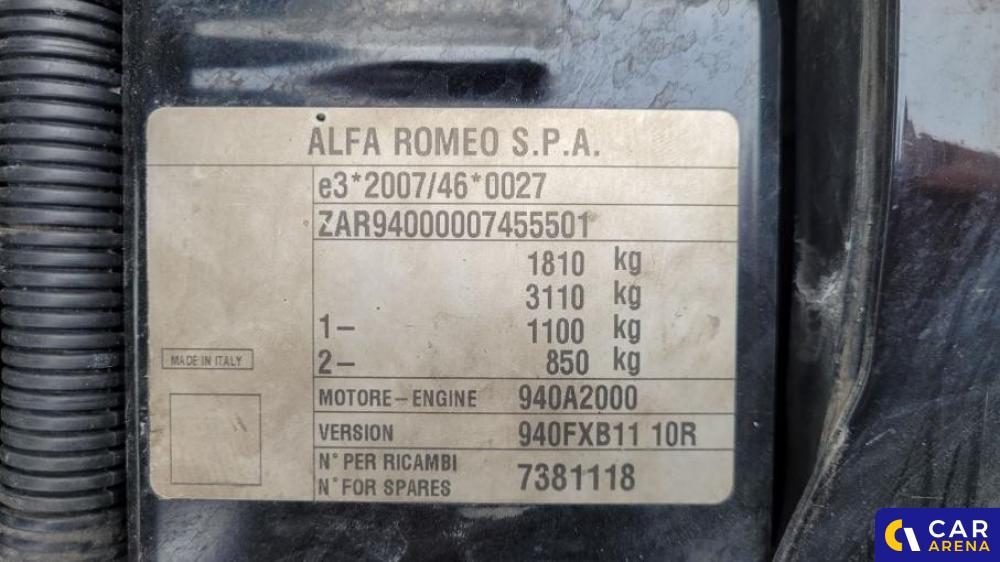 ALFA ROMEO S.P.A.
e3*2007/46*0027
ZAR94000007455501
1810 kg
3110 kg
1- 1100 kg
2- 850 kg
MADE IN ITALY
MOTORE-ENGINE 940A2000
VERSION 940FXB11 10R
N° PER RICAMBI
N° FOR SPARES 7381118
CAR
ARENA